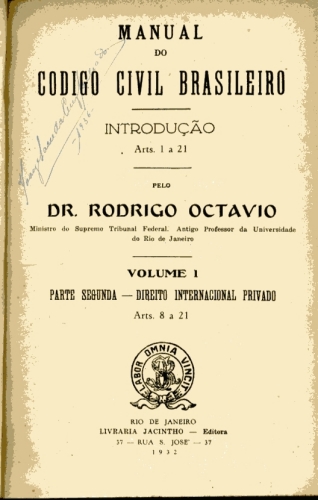 MANUAL
DO
CODIGO CIVIL BRASILEIRO
INTRODUÇÃO
Arts. 1 a 21
PELO
DR. RODRIGO OCTAVIO
Ministro do Supremo Tribunal Federal. Antigo Professor da Universidade
do Rio de Janeiro
VOLUME I
PARTE SEGUNDA — DIREITO INTERNACIONAL PRIVADO
Arts. 8 a 21
LABOR OMNIA VINCIT
RIO DE JANEIRO
LIVRARIA JACINTHO — Editora
37 — RUA S. JOSE' — 37
1932